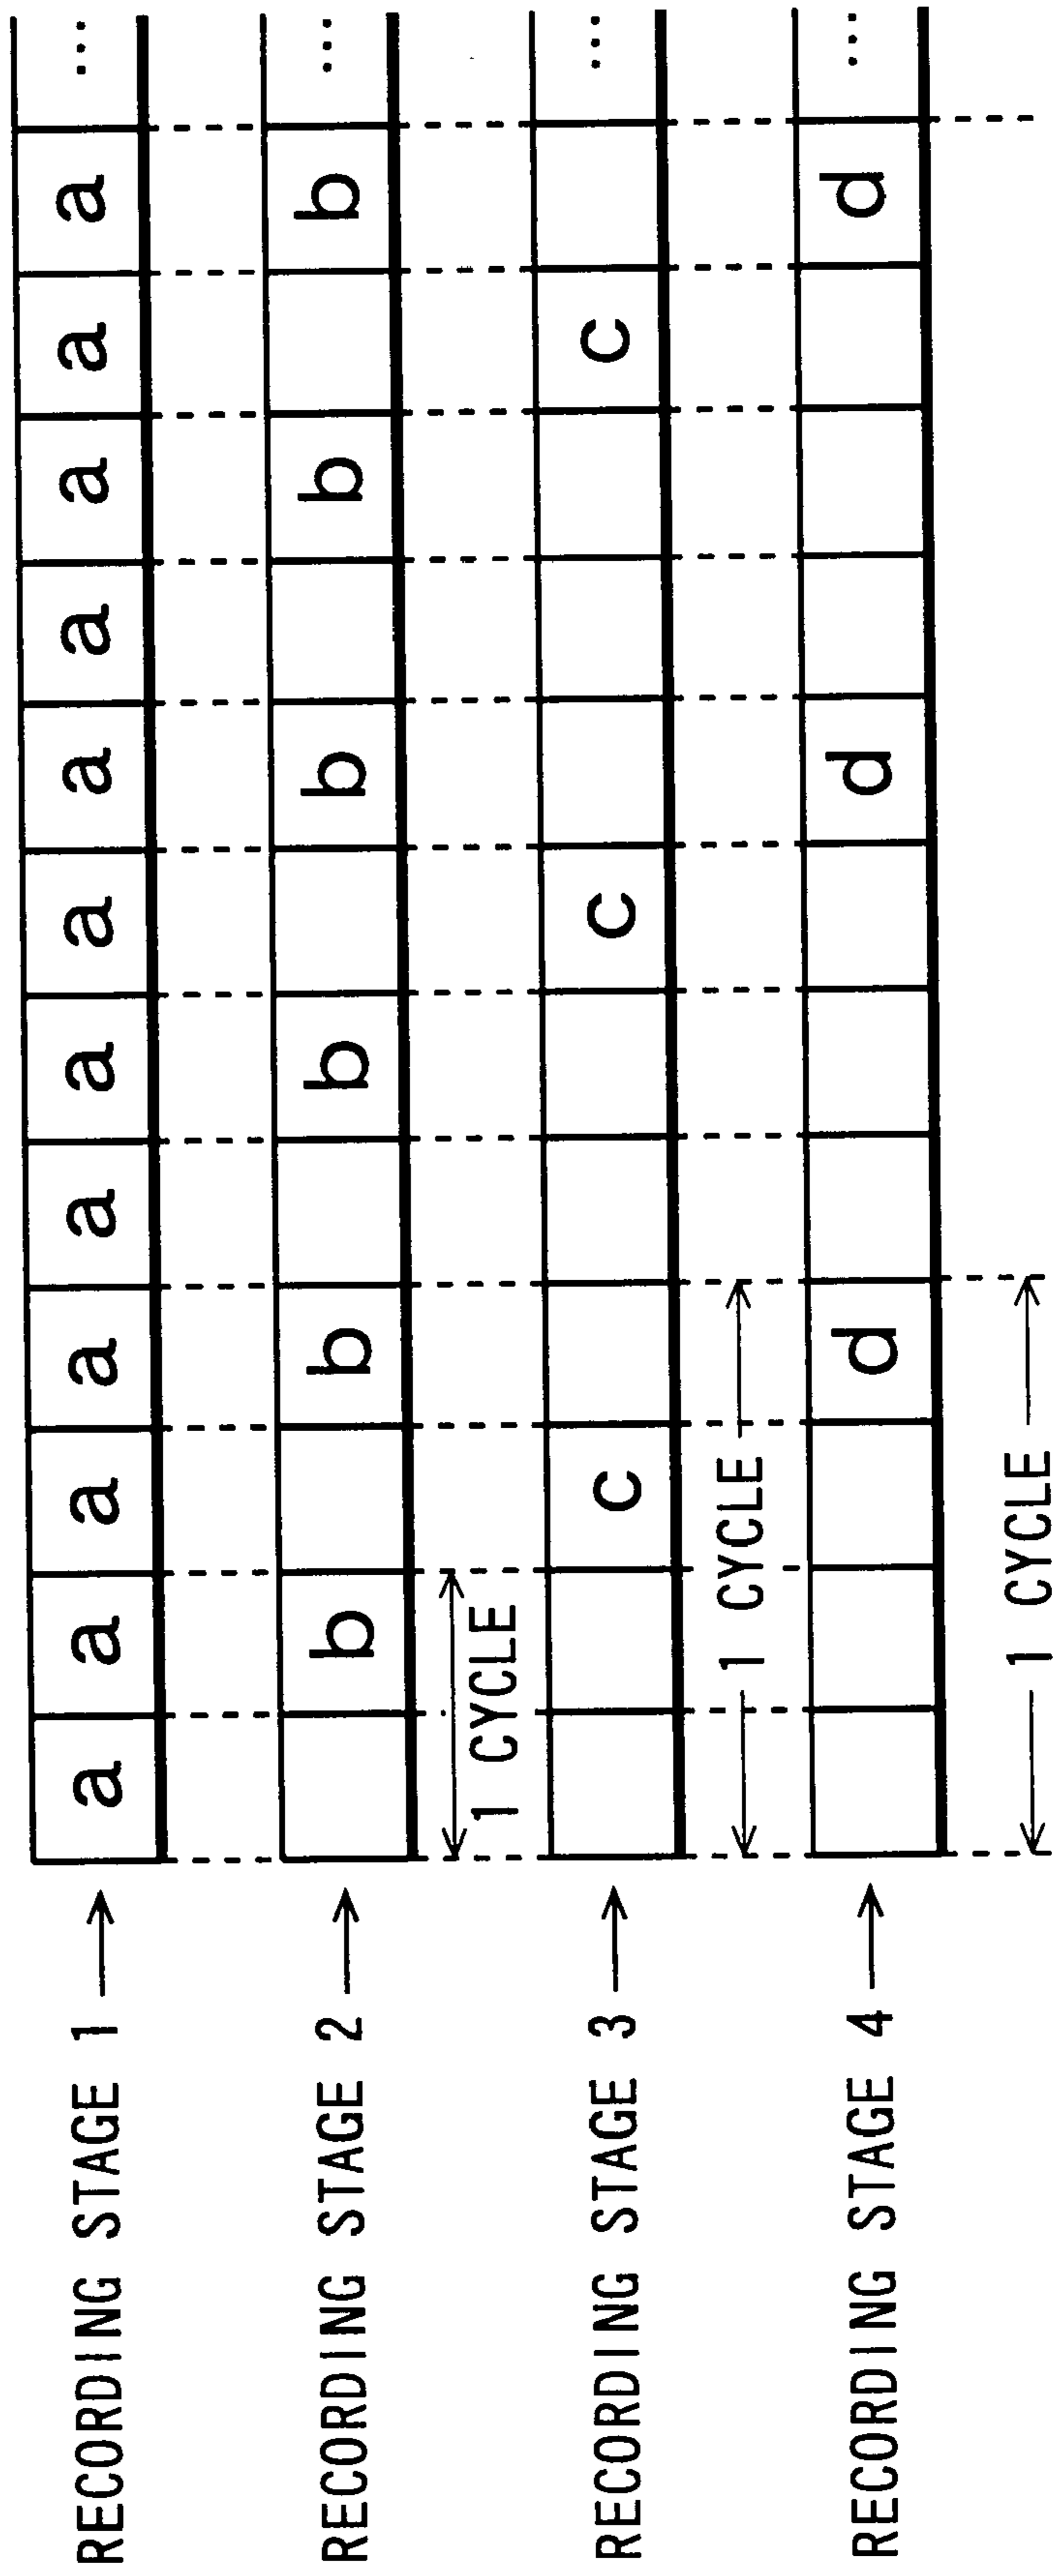 RECORDING STAGE 1 a a a a a a a a a a a a ...
RECORDING STAGE 2 b b b b b b ...
1 CYCLE
RECORDING STAGE 3 c c c ...
1 CYCLE
RECORDING STAGE 4 d d d ...
1 CYCLE